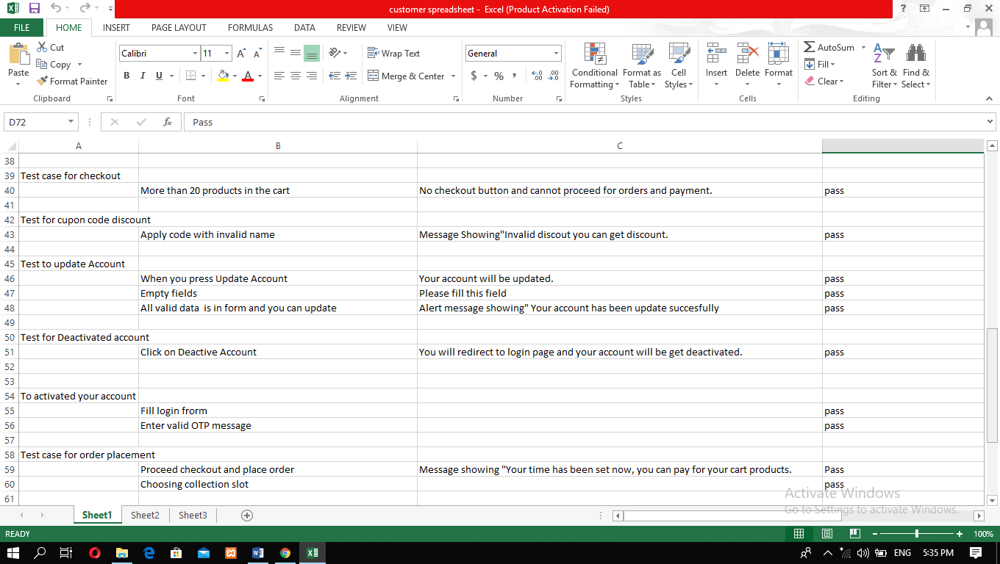 customer spreadsheet - Excel (Product Activation Failed)
FILE HOME INSERT PAGE LAYOUT FORMULAS DATA REVIEW VIEW
Paste Cut Copy Format Painter
Calibri 11
B I U A
Wrap Text
Merge & Center
General
$ % ,
Conditional Formatting Format as Table Cell Styles
Insert Delete Format
AutoSum Fill Clear
Sort & Filter Find & Select
Clipboard Font Alignment Number Styles Cells Editing
D72 fx Pass
A B C
38
39 Test case for checkout
40 More than 20 products in the cart No checkout button and cannot proceed for orders and payment. pass
41
42 Test for cupon code discount
43 Apply code with invalid name Message Showing"Invalid discout you can get discount. pass
44
45 Test to update Account
46 When you press Update Account Your account will be updated. pass
47 Empty fields Please fill this field pass
48 All valid data is in form and you can update Alert message showing" Your account has been update succesfully pass
49
50 Test for Deactivated account
51 Click on Deactive Account You will redirect to login page and your account will be get deactivated. pass
52
53
54 To activated your account
55 Fill login frorm pass
56 Enter valid OTP message pass
57
58 Test case for order placement
59 Proceed checkout and place order Message showing "Your time has been set now, you can pay for your cart products. Pass
60 Choosing collection slot pass
61
Activate Windows
Go to Settings to activate Windows.
Sheet1 Sheet2 Sheet3
READY 100%
ENG 5:35 PM